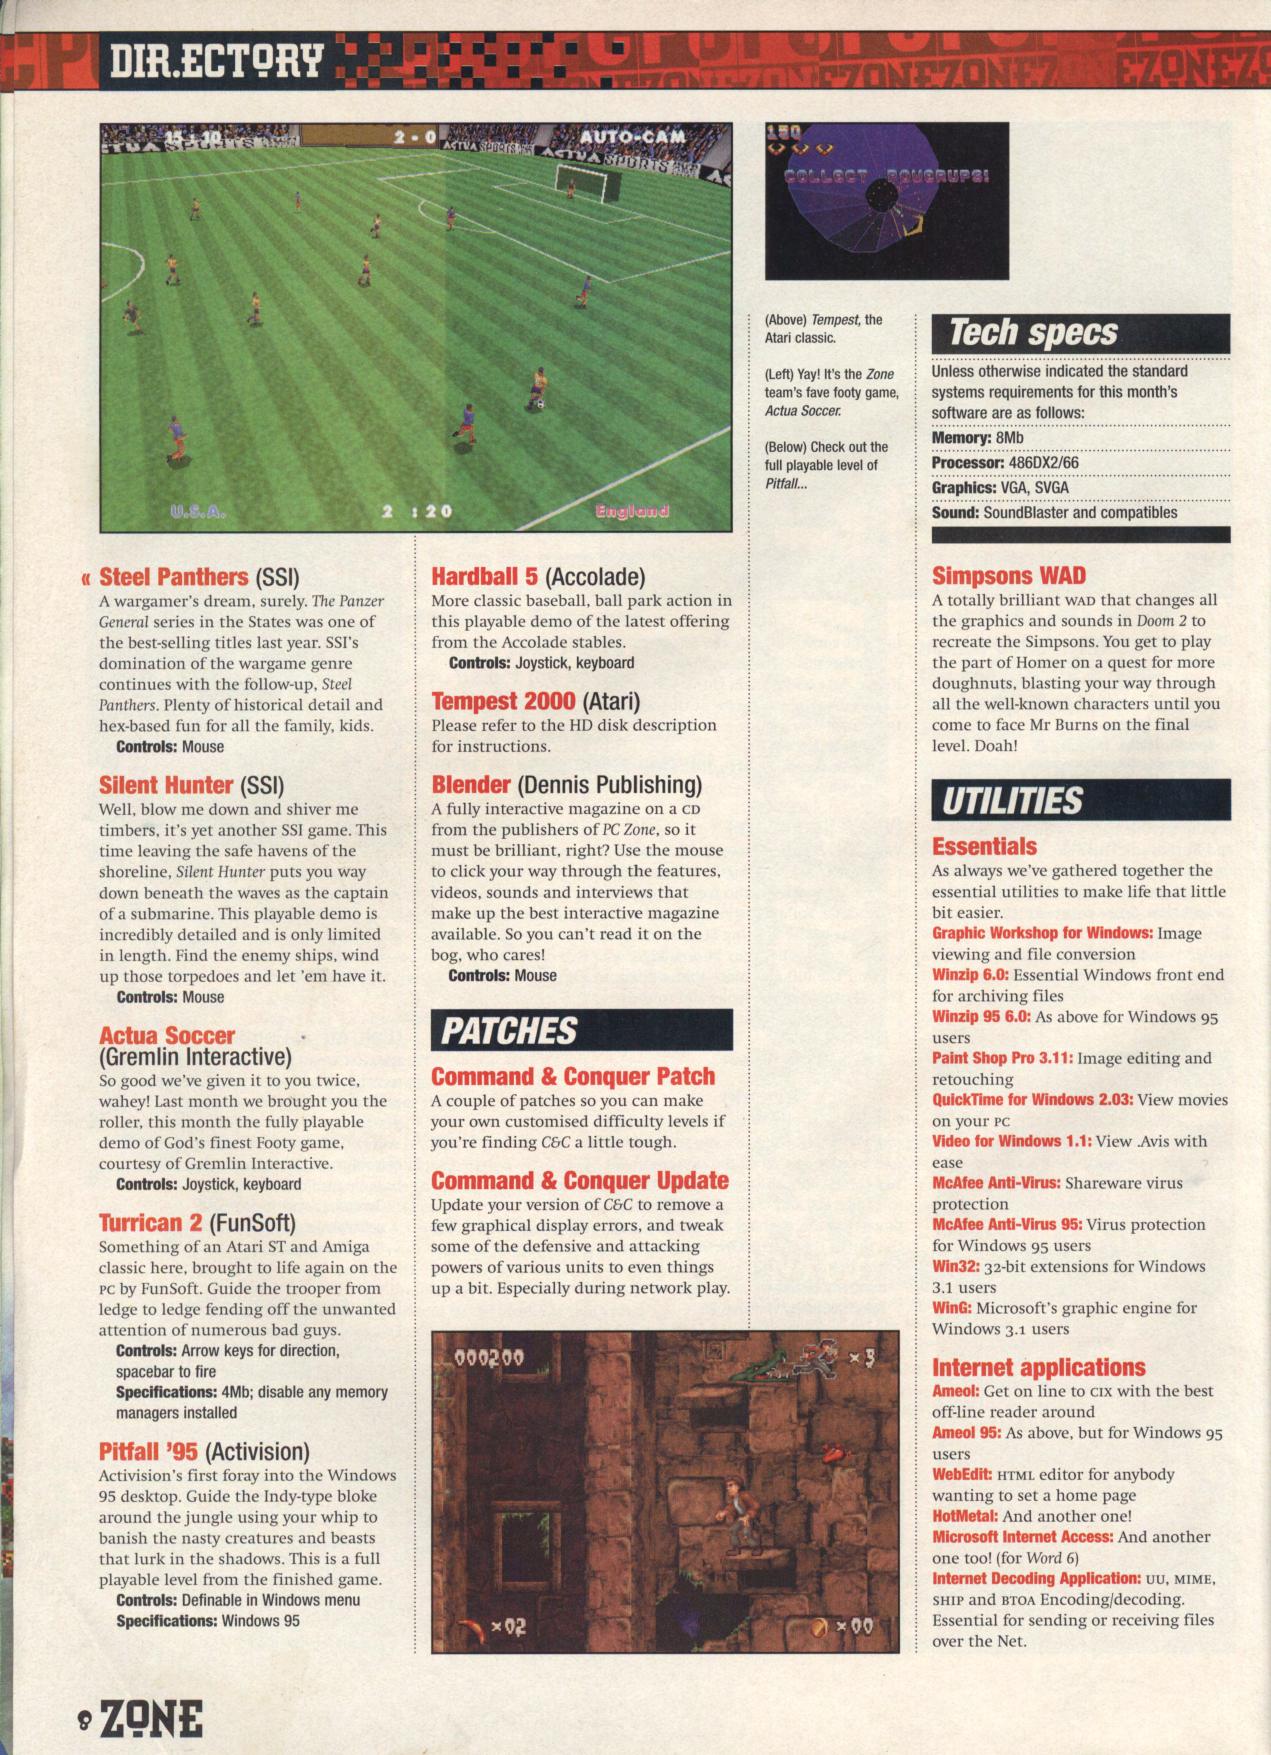 DIR.ECTORY
15 : 10
2 - 0
AUTO-CAM
ACTUA SPORTS
U.S.A.
2 : 20
England
150
COLLECT POWERUPS!
(Above) Tempest, the
Atari classic.
(Left) Yay! It's the Zone
team's fave footy game,
Actua Soccer.
(Below) Check out the
full playable level of
Pitfall...
« Steel Panthers (SSI)
A wargamer's dream, surely. The Panzer
General series in the States was one of
the best-selling titles last year. SSI's
domination of the wargame genre
continues with the follow-up, Steel
Panthers. Plenty of historical detail and
hex-based fun for all the family, kids.
Controls: Mouse
Silent Hunter (SSI)
Well, blow me down and shiver me
timbers, it's yet another SSI game. This
time leaving the safe havens of the
shoreline, Silent Hunter puts you way
down beneath the waves as the captain
of a submarine. This playable demo is
incredibly detailed and is only limited
in length. Find the enemy ships, wind
up those torpedoes and let 'em have it.
Controls: Mouse
Actua Soccer
(Gremlin Interactive)
So good we've given it to you twice,
wahey! Last month we brought you the
roller, this month the fully playable
demo of God's finest Footy game,
courtesy of Gremlin Interactive.
Controls: Joystick, keyboard
Turrican 2 (FunSoft)
Something of an Atari ST and Amiga
classic here, brought to life again on the
PC by FunSoft. Guide the trooper from
ledge to ledge fending off the unwanted
attention of numerous bad guys.
Controls: Arrow keys for direction,
spacebar to fire
Specifications: 4Mb; disable any memory
managers installed
Pitfall '95 (Activision)
Activision's first foray into the Windows
95 desktop. Guide the Indy-type bloke
around the jungle using your whip to
banish the nasty creatures and beasts
that lurk in the shadows. This is a full
playable level from the finished game.
Controls: Definable in Windows menu
Specifications: Windows 95
Hardball 5 (Accolade)
More classic baseball, ball park action in
this playable demo of the latest offering
from the Accolade stables.
Controls: Joystick, keyboard
Tempest 2000 (Atari)
Please refer to the HD disk description
for instructions.
Blender (Dennis Publishing)
A fully interactive magazine on a CD
from the publishers of PC Zone, so it
must be brilliant, right? Use the mouse
to click your way through the features,
videos, sounds and interviews that
make up the best interactive magazine
available. So you can't read it on the
bog, who cares!
Controls: Mouse
PATCHES
Command & Conquer Patch
A couple of patches so you can make
your own customised difficulty levels if
you're finding C&C a little tough.
Command & Conquer Update
Update your version of C&C to remove a
few graphical display errors, and tweak
some of the defensive and attacking
powers of various units to even things
up a bit. Especially during network play.
000200
×3
×02
×00
Tech specs
Unless otherwise indicated the standard
systems requirements for this month's
software are as follows:
Memory: 8Mb
Processor: 486DX2/66
Graphics: VGA, SVGA
Sound: SoundBlaster and compatibles
Simpsons WAD
A totally brilliant WAD that changes all
the graphics and sounds in Doom 2 to
recreate the Simpsons. You get to play
the part of Homer on a quest for more
doughnuts, blasting your way through
all the well-known characters until you
come to face Mr Burns on the final
level. Doah!
UTILITIES
Essentials
As always we've gathered together the
essential utilities to make life that little
bit easier.
Graphic Workshop for Windows: Image
viewing and file conversion
Winzip 6.0: Essential Windows front end
for archiving files
Winzip 95 6.0: As above for Windows 95
users
Paint Shop Pro 3.11: Image editing and
retouching
QuickTime for Windows 2.03: View movies
on your PC
Video for Windows 1.1: View .Avis with
ease
McAfee Anti-Virus: Shareware virus
protection
McAfee Anti-Virus 95: Virus protection
for Windows 95 users
Win32: 32-bit extensions for Windows
3.1 users
WinG: Microsoft's graphic engine for
Windows 3.1 users
Internet applications
Ameol: Get on line to CIX with the best
off-line reader around
Ameol 95: As above, but for Windows 95
users
WebEdit: HTML editor for anybody
wanting to set a home page
HotMetal: And another one!
Microsoft Internet Access: And another
one too! (for Word 6)
Internet Decoding Application: UU, MIME,
SHIP and BTOA Encoding/decoding.
Essential for sending or receiving files
over the Net.
8 ZONE